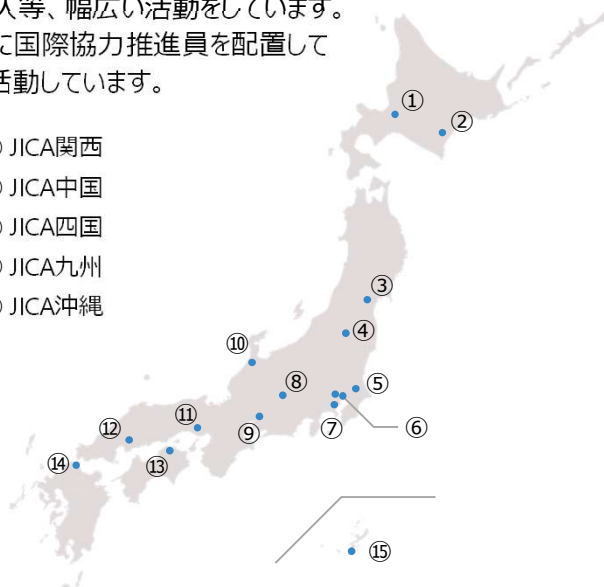 人等、幅広い活動をしています。
に国際協力推進員を配置して
活動しています。
JICA関西
JICA中国
JICA四国
JICA九州
JICA沖縄
①
②
③
④
⑤
⑥
⑦
⑧
⑨
⑩
⑪
⑫
⑬
⑭
⑮